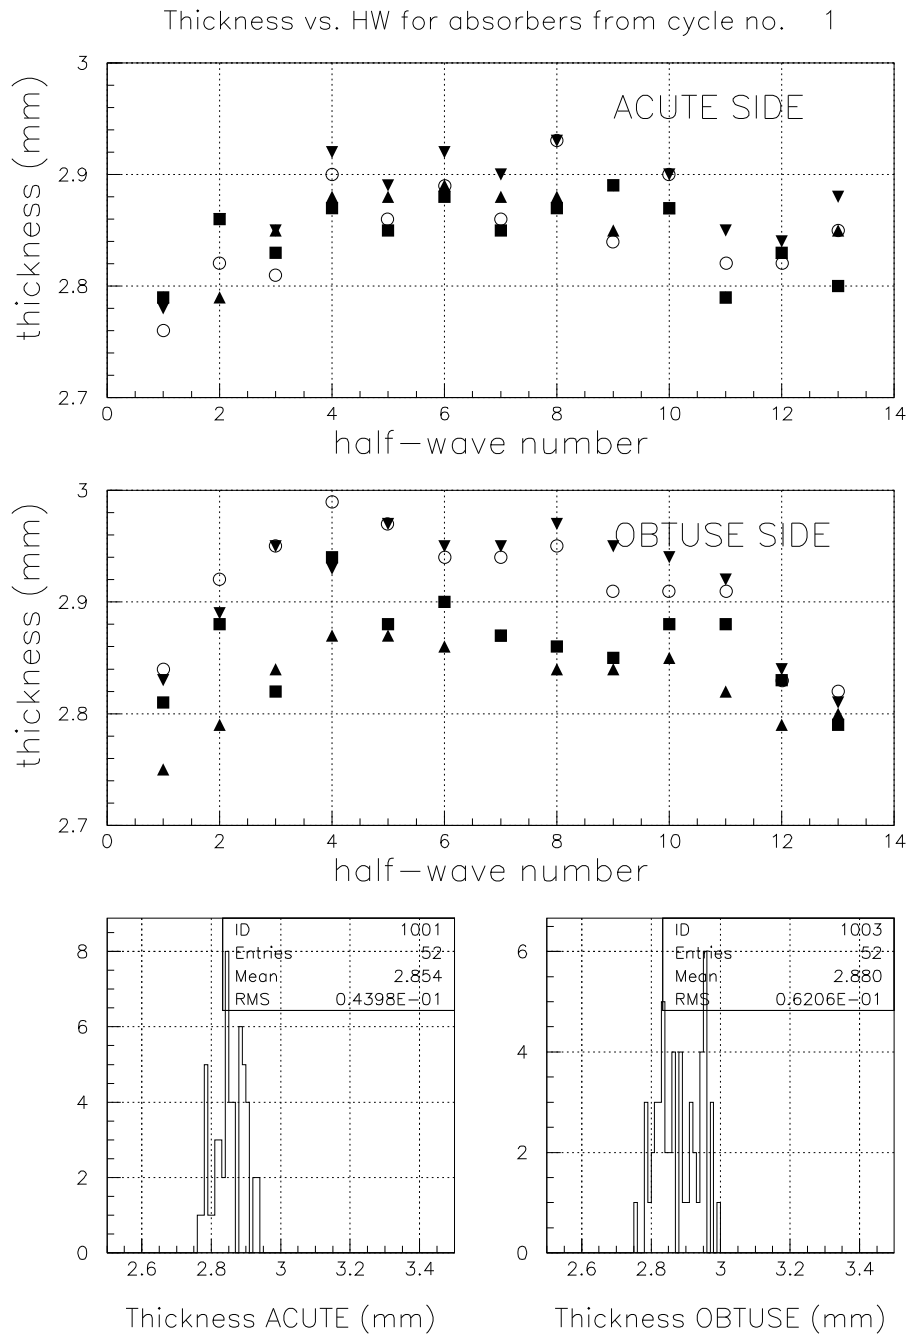 Thickness vs. HW for absorbers from cycle no. 1
3
2.9
2.8
2.7
thickness (mm)
ACUTE SIDE
0 2 4 6 8 10 12 14
half-wave number
3
2.9
2.8
2.7
thickness (mm)
OBTUSE SIDE
0 2 4 6 8 10 12 14
half-wave number
ID 1001
Entries 52
Mean 2.854
RMS 0.4398E-01
8
6
4
2
0
2.6 2.8 3 3.2 3.4
Thickness ACUTE (mm)
ID 1003
Entries 52
Mean 2.880
RMS 0.6206E-01
6
4
2
0
2.6 2.8 3 3.2 3.4
Thickness OBTUSE (mm)